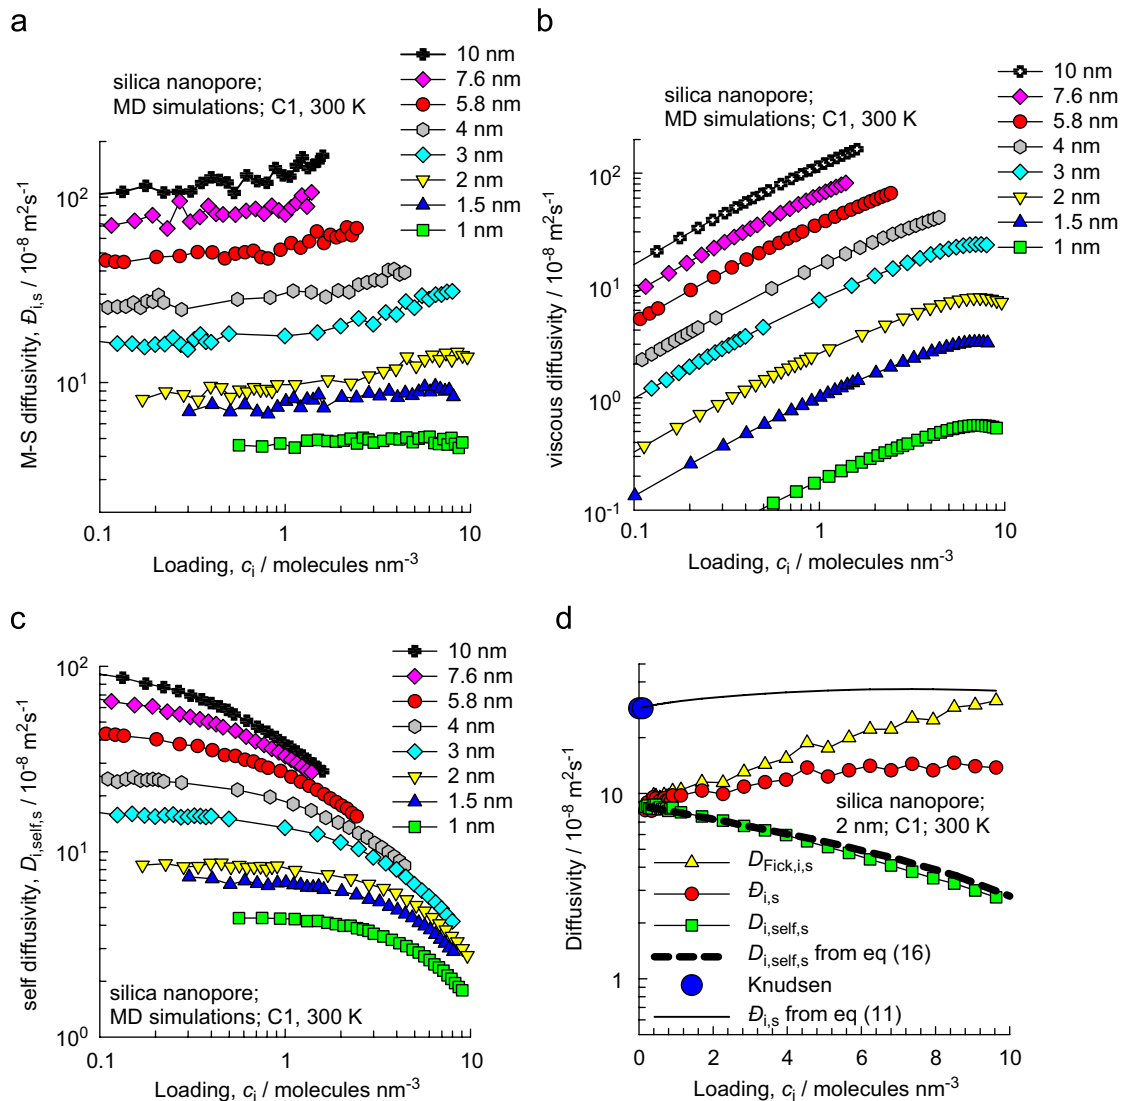 a
10 nm
7.6 nm
5.8 nm
4 nm
3 nm
2 nm
1.5 nm
1 nm
silica nanopore;
MD simulations; C1, 300 K
M-S diffusivity, Đi,s / 10-8 m2s-1
10²
10¹
0.1
1
10
Loading, ci / molecules nm-3
b
10 nm
7.6 nm
5.8 nm
4 nm
3 nm
2 nm
1.5 nm
1 nm
silica nanopore;
MD simulations; C1, 300 K
viscous diffusivity / 10-8 m2s-1
10²
10¹
10⁰
10-1
0.1
1
10
Loading, ci / molecules nm-3
c
10 nm
7.6 nm
5.8 nm
4 nm
3 nm
2 nm
1.5 nm
1 nm
silica nanopore;
MD simulations; C1, 300 K
self diffusivity, Di,self,s / 10-8 m2s-1
10²
10¹
10⁰
0.1
1
10
Loading, ci / molecules nm-3
d
silica nanopore;
2 nm; C1; 300 K
DFick,i,s
Đi,s
Di,self,s
Di,self,s from eq (16)
Knudsen
Đi,s from eq (11)
Diffusivity / 10-8 m2s-1
10
1
0
2
4
6
8
10
Loading, ci / molecules nm-3